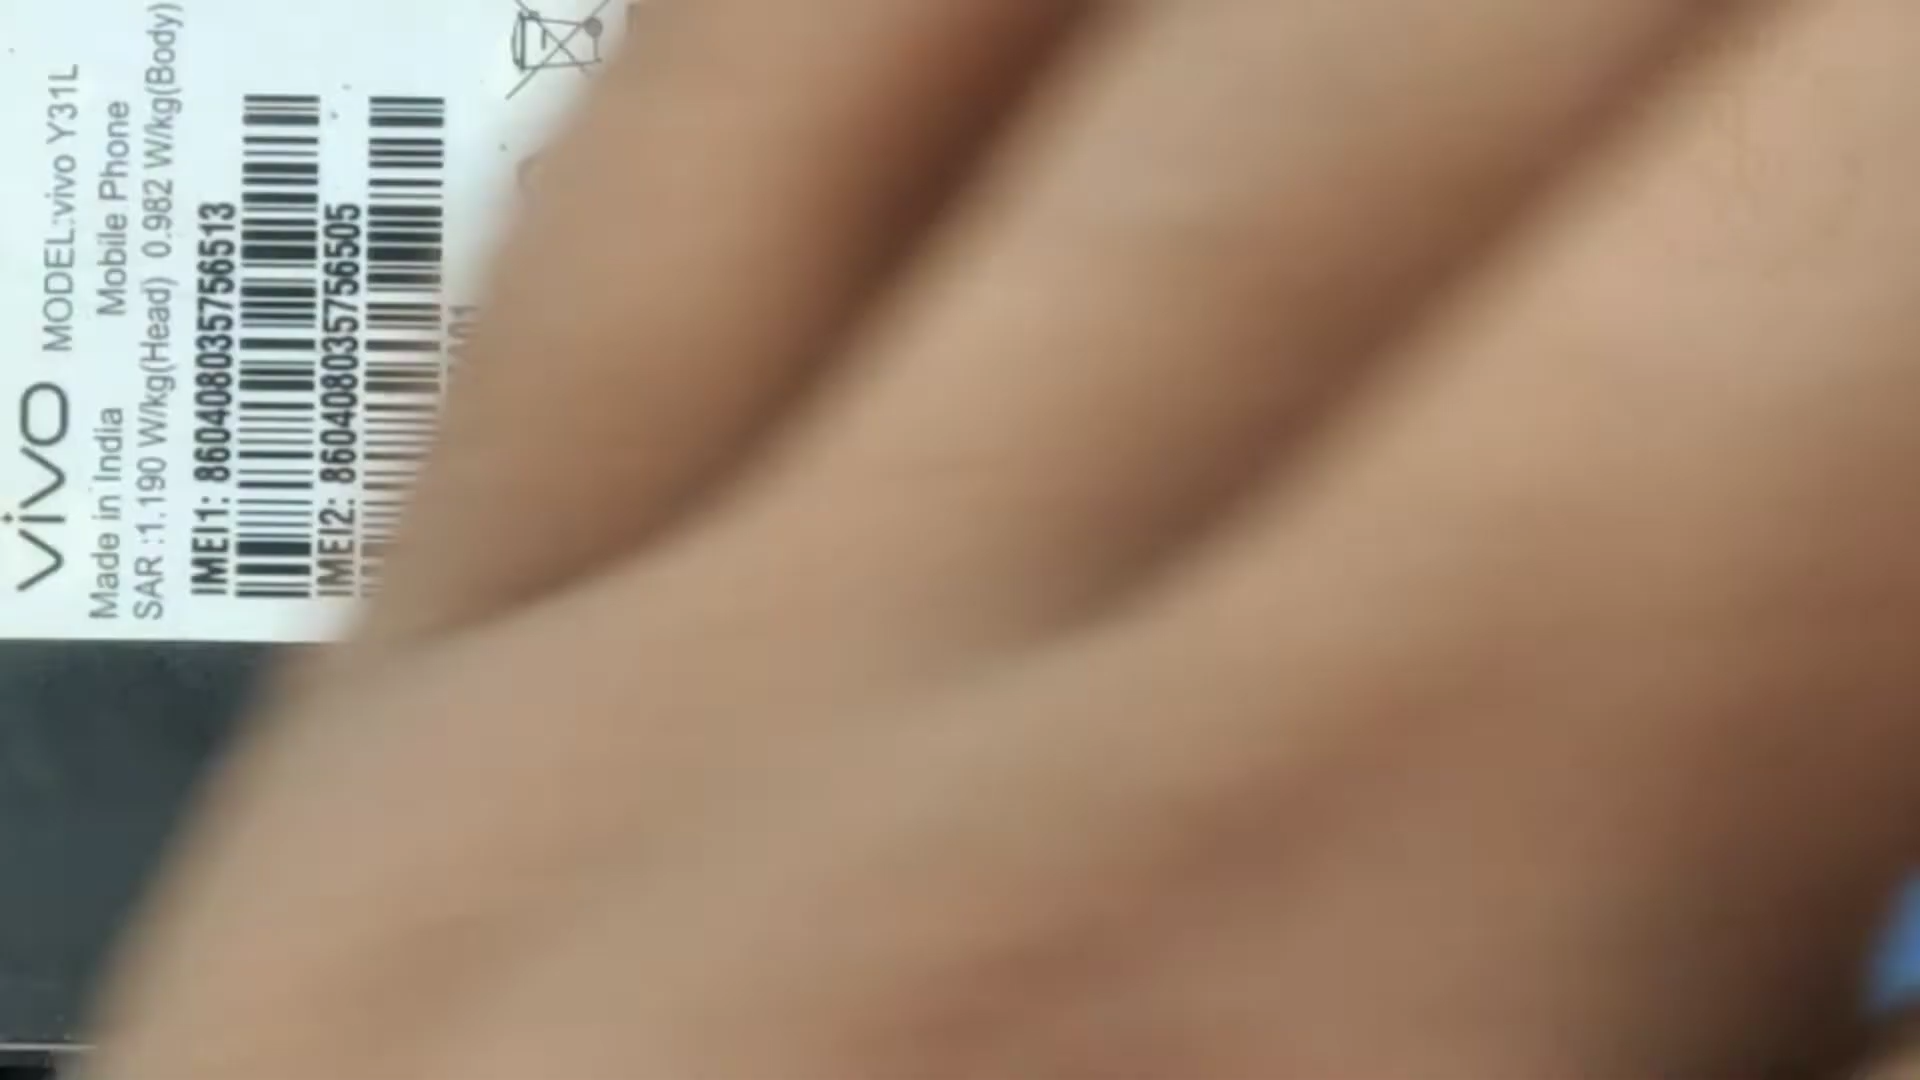 vivo MODEL:vivo Y31L
Made in India Mobile Phone
SAR :1.190 W/kg(Head) 0.982 W/kg(Body)
IMEI1: 860408035756513
IMEI2: 860408035756505